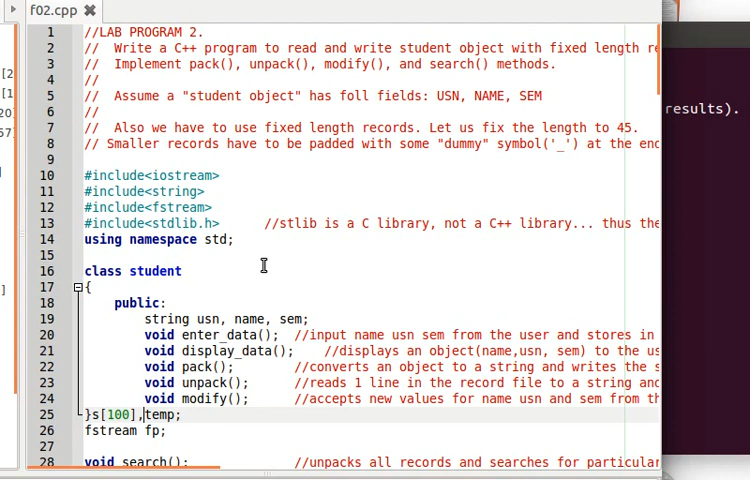 f02.cpp
1 //LAB PROGRAM 2.
2 // Write a C++ program to read and write student object with fixed length re
3 // Implement pack(), unpack(), modify(), and search() methods.
4 //
5 // Assume a "student object" has foll fields: USN, NAME, SEM
6 //
7 // Also we have to use fixed length records. Let us fix the length to 45.
8 // Smaller records have to be padded with some "dummy" symbol('_') at the end
9
10 #include<iostream>
11 #include<string>
12 #include<fstream>
13 #include<stdlib.h> //stlib is a C library, not a C++ library... thus the
14 using namespace std;
15
16 class student
17 {
18 public:
19 string usn, name, sem;
20 void enter_data(); //input name usn sem from the user and stores in
21 void display_data(); //displays an object(name,usn, sem) to the us
22 void pack(); //converts an object to a string and writes the s
23 void unpack(); //reads 1 line in the record file to a string and
24 void modify(); //accepts new values for name usn and sem from th
25 }s[100],temp;
26 fstream fp;
27
28 void search(); //unpacks all records and searches for particular
[2
[1
20)
57)
]
results).